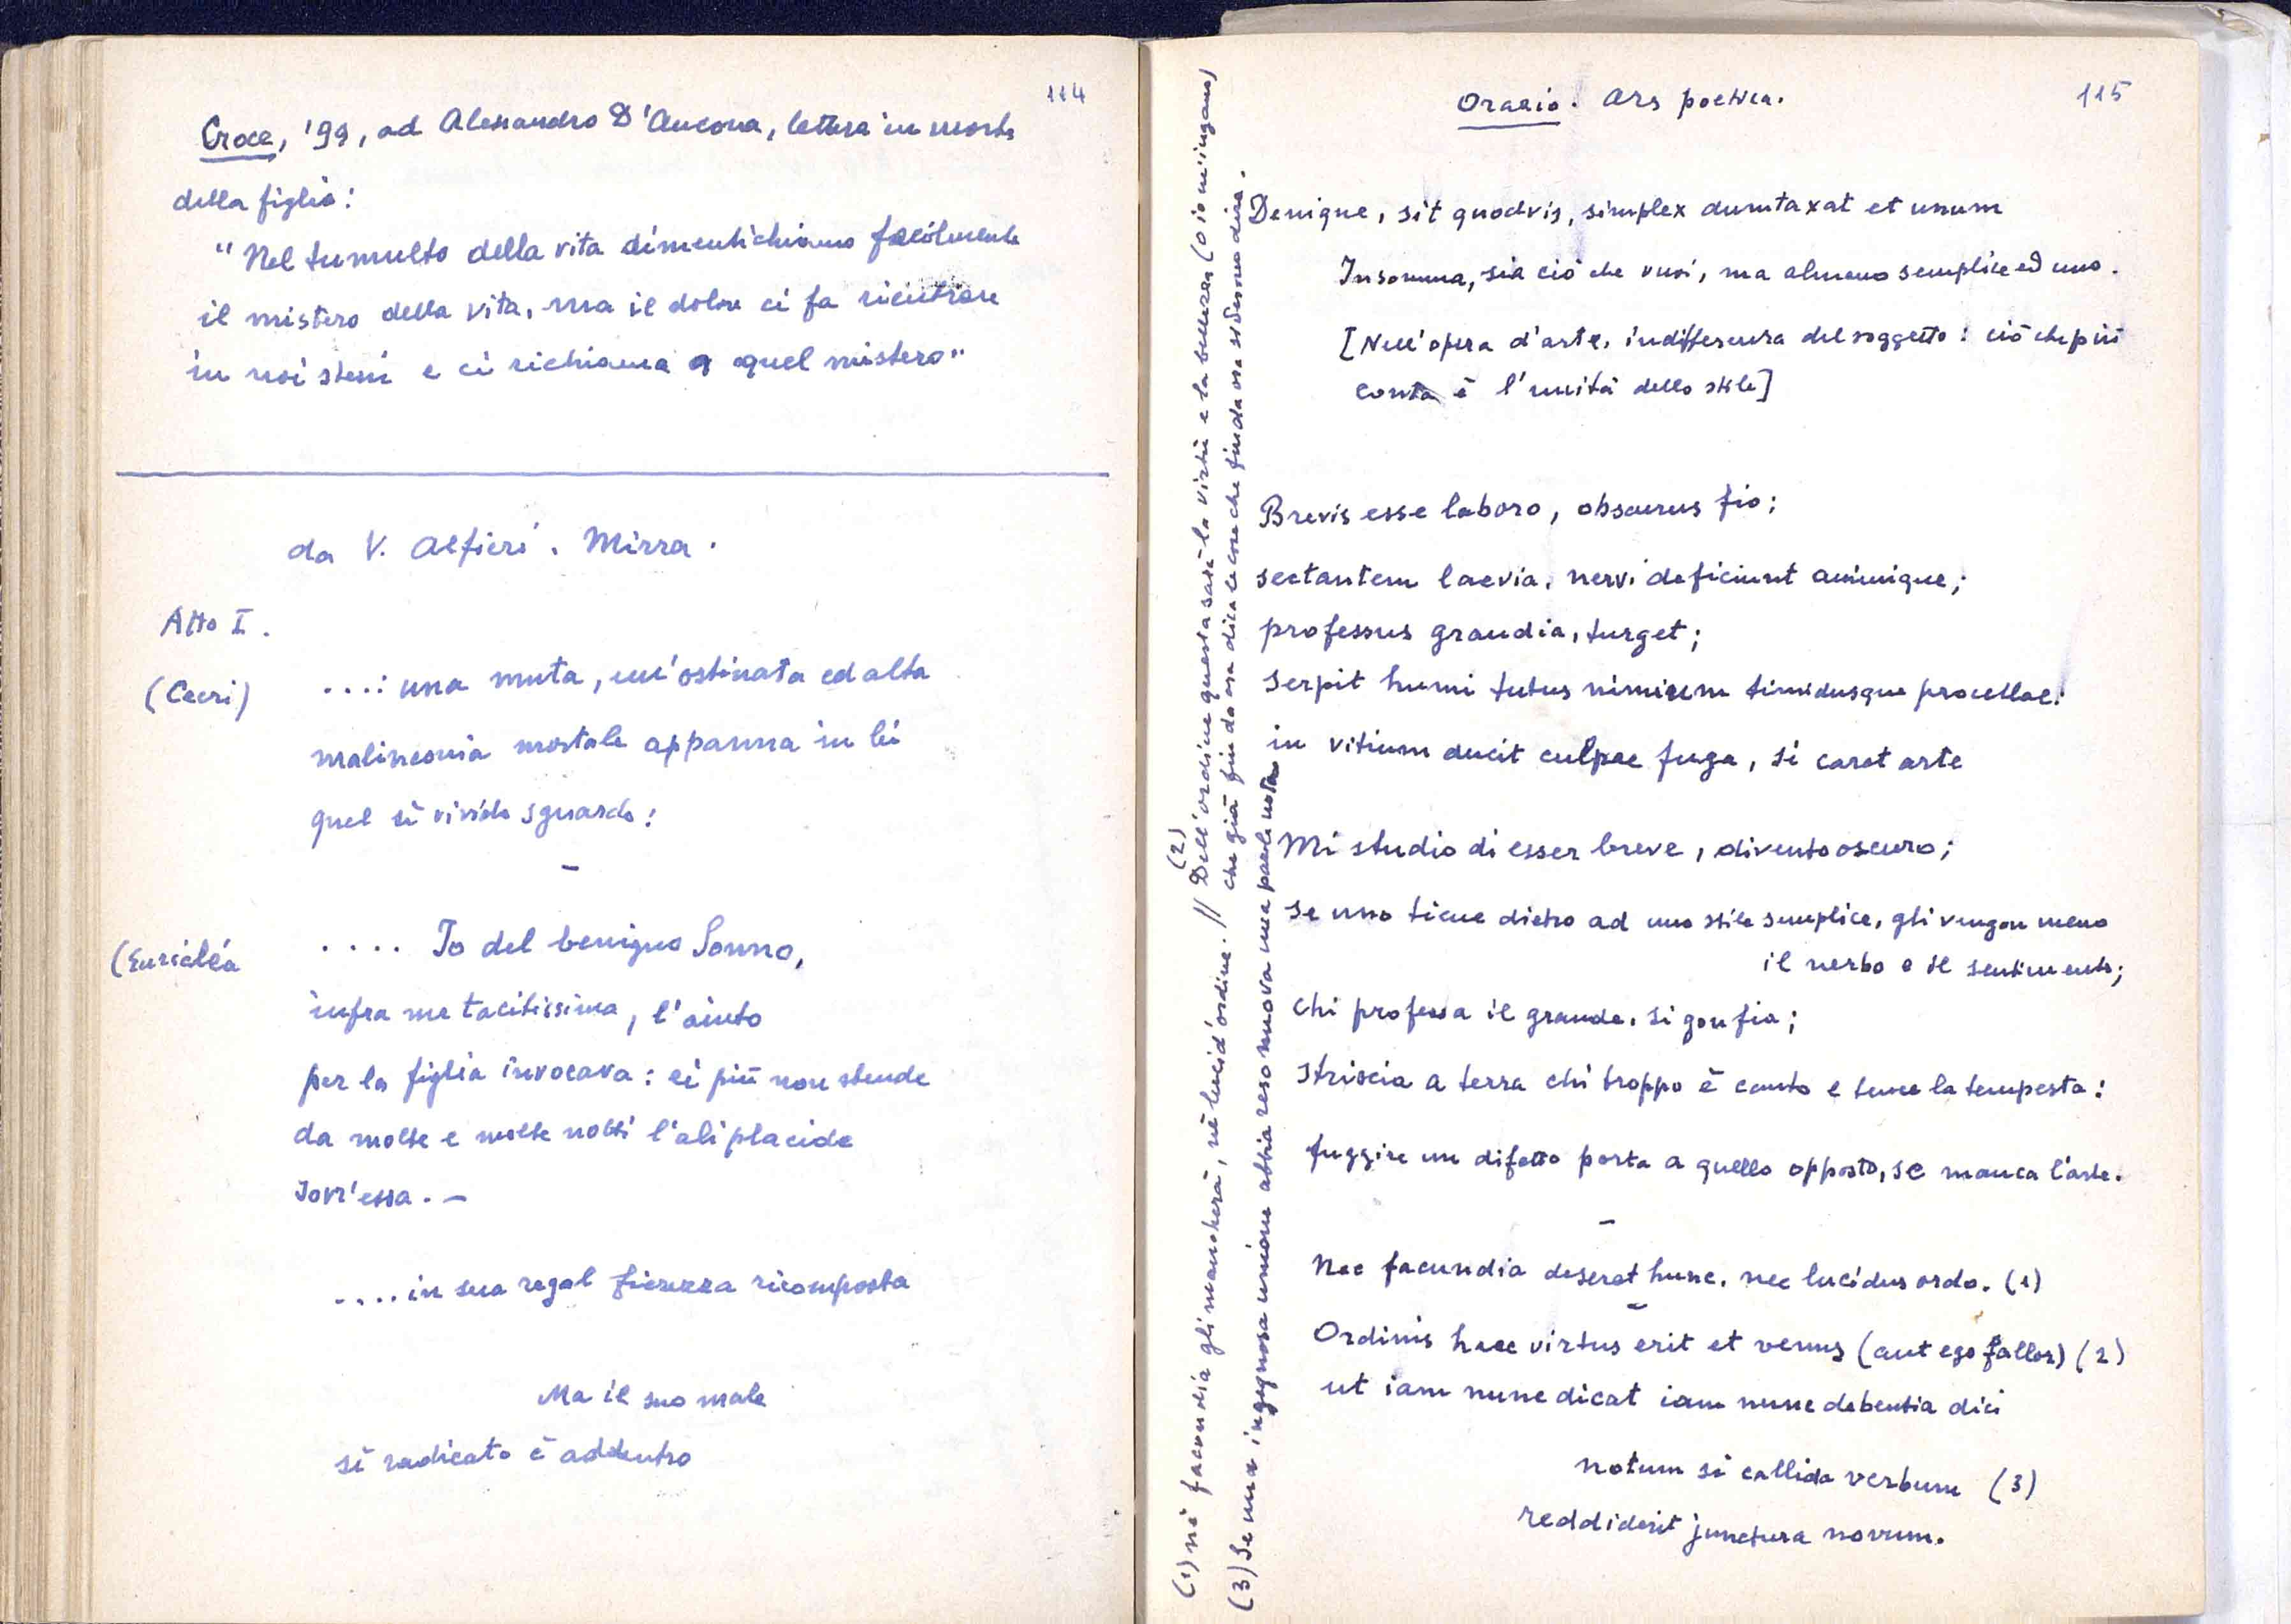 114
Croce, '99, ad Alessandro D'Ancona, lettera in morte
della figlia:
"Nel tumulto della vita dimentichiamo facilmente
il mistero della vita, ma il dolore ci fa rientrare
in noi stessi e ci richiama a quel mistero"
da V. Alfieri. Mirra.
Atto I.
(Cecri) ....: una muta, un'ostinata ed alta
malinconia mortale appanna in lei
quel sì vivido sguardo:
–
(Euricléa .... Io del benigno Sonno,
infra me tacitissima, l'aiuto
per la figlia invocava: ei più non stende
da molte e molte notti l'ali placide
sovr'essa. –
.... in sua regal fierezza ricomposta
Ma il suo male
sì radicato è addentro
115
Orazio. Ars poetica.
Denique, sit quodvis, simplex dumtaxat et unum
Insomma, sia ciò che vuoi, ma almeno semplice ed uno.
[Nell'opera d'arte, indifferenza del soggetto: ciò che più
conta è l'unità dello stile]
Brevis esse laboro, obscurus fio;
sectantem laevia, nervi deficiunt animique;
professus grandia, turget;
serpit humi tutus nimium timidusque procellae:
in vitium ducit culpae fuga, si caret arte
Mi studio di esser breve, divento oscuro;
se uno tiene dietro ad uno stile semplice, gli vengon meno
il nerbo e il sentimento;
chi professa il grande, si gonfia;
striscia a terra chi troppo è cauto e teme la tempesta:
fuggire un difetto porta a quello opposto, se manca l'arte.
–
Nec facundia deseret hunc, nec lucidus ordo. (1)
–
Ordinis haec virtus erit et venus (aut ego fallor) (2)
ut iam nunc dicat iam nunc debentia dici
notum si callida verbum (3)
reddiderit junctura novum.
(1) nè facondia gli mancherà, nè lucid'ordine. // (2) Dell'ordine questa sarà la virtù e la bellezza (o io m'inganno)
che già fin da ora dica le cose che fin da ora si devono dire.
(3) Se una ingegnosa unione abbia reso nuova una parola nota